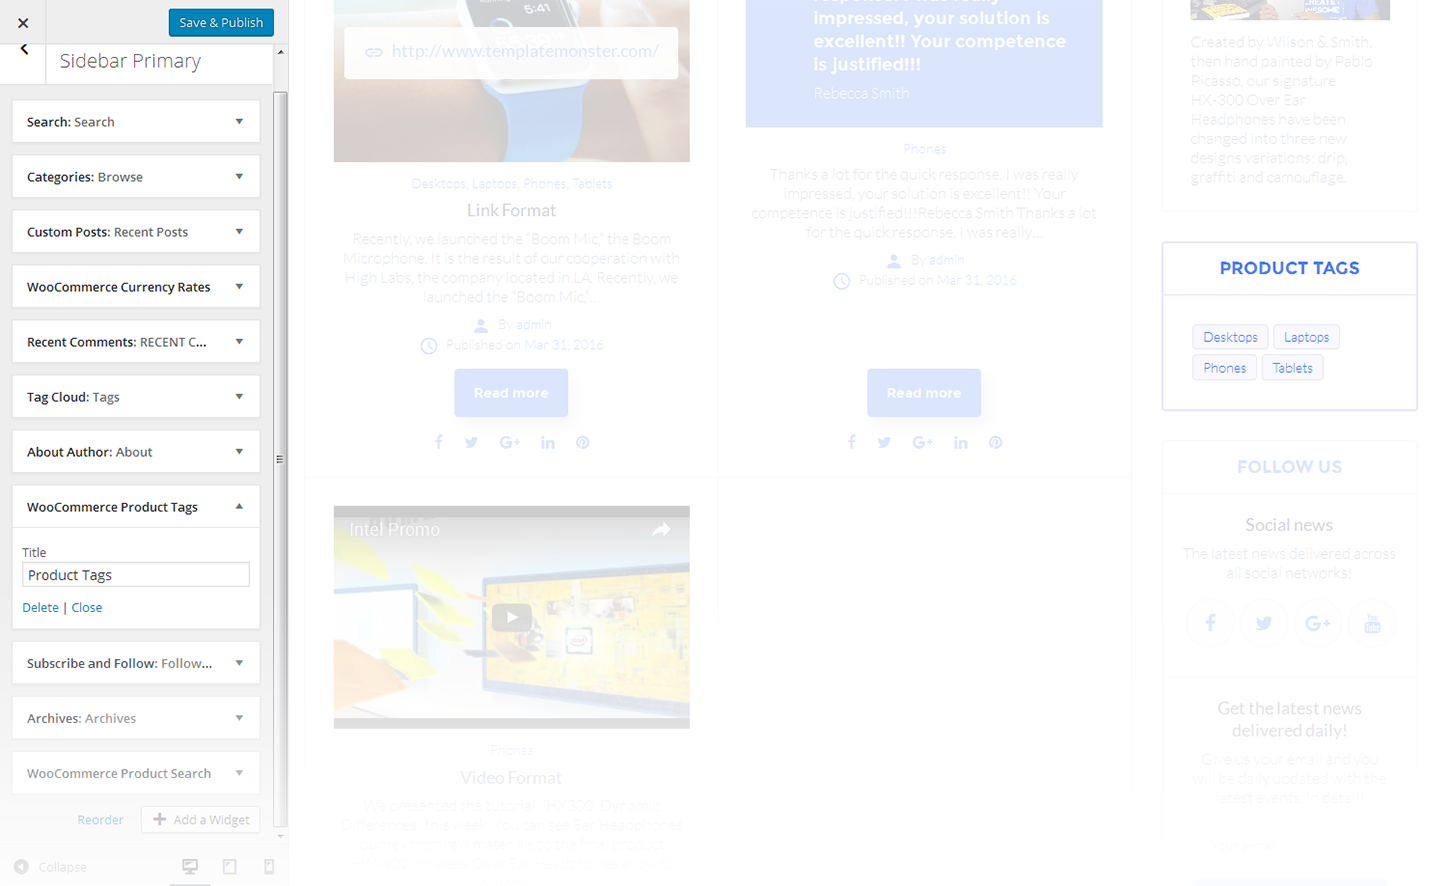 Save & Publish
Sidebar Primary
Search: Search
Categories: Browse
Custom Posts: Recent Posts
WooCommerce Currency Rates
Recent Comments: RECENT C...
Tag Cloud: Tags
About Author: About
WooCommerce Product Tags
Title
Product Tags
Delete | Close
Subscribe and Follow: Follow...
Archives: Archives
WooCommerce Product Search
Reorder
Add a Widget
Collapse
5:41
http://www.templatemonster.com/
Desktops, Laptops, Phones, Tablets
Link Format
Recently, we launched the "Boom Mic," the Boom
Microphone. It is the result of our cooperation with
High Labs, the company located in LA. Recently, we
launched the "Boom Mic,"...
By admin
Published on Mar 31, 2016
Read more
Intel Promo
Phones
Video Format
We presented the tutorial, "HX300 Dynamic
Differences" this week. You can see Ear Headphones
journey from raw materials to the final product.
impressed, your solution is
excellent!! Your competence
is justified!!!
Rebecca Smith
Phones
Thanks a lot for the quick response. I was really
impressed, your solution is excellent!! Your
competence is justified!!!Rebecca Smith Thanks a lot
for the quick response. I was really...
By admin
Published on Mar 31, 2016
Read more
Created by Wilson & Smith,
then hand painted by Pablo
Picasso, our signature
HX-300 Over Ear
Headphones have been
changed into three new
designs variations: drip,
graffiti and camouflage.
PRODUCT TAGS
Desktops
Laptops
Phones
Tablets
FOLLOW US
Social news
The latest news delivered across
all social networks!
Get the latest news
delivered daily!
Give us your email and you
will be daily updated with the
latest events, in detail!